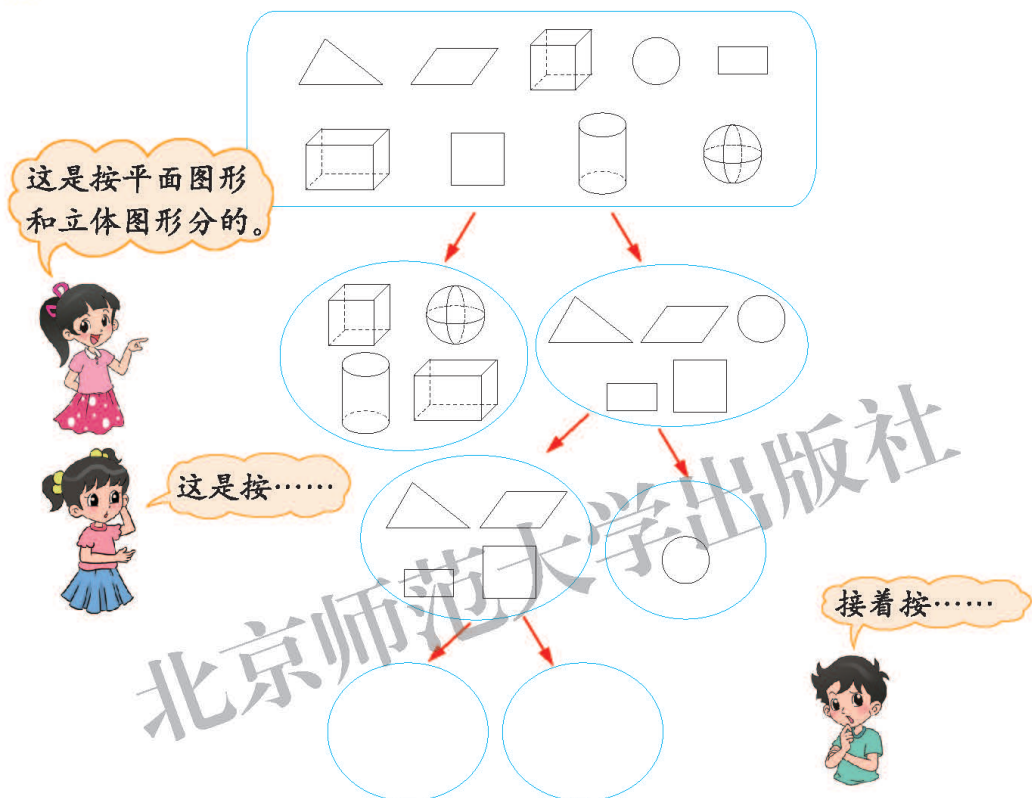 这是按平面图形
和立体图形分的。
这是按……
接着按……
北京师范大学出版社